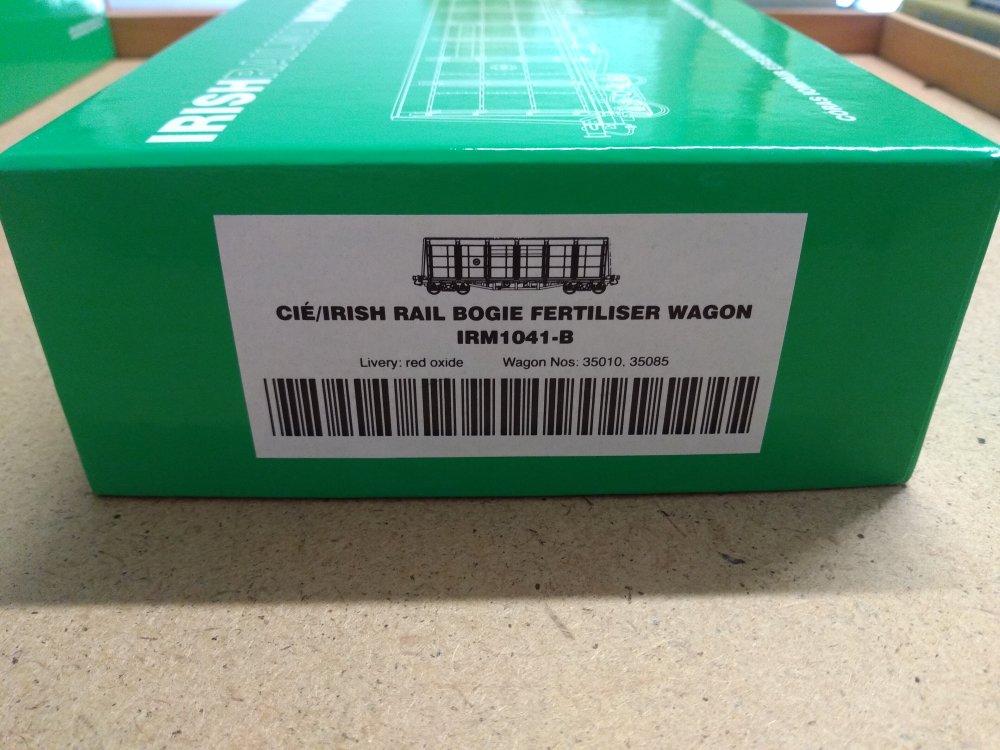 IRISH
CIÉ/IRISH RAIL BOGIE FERTILISER WAGON
IRM1041-B
Livery: red oxide Wagon Nos: 35010, 35085